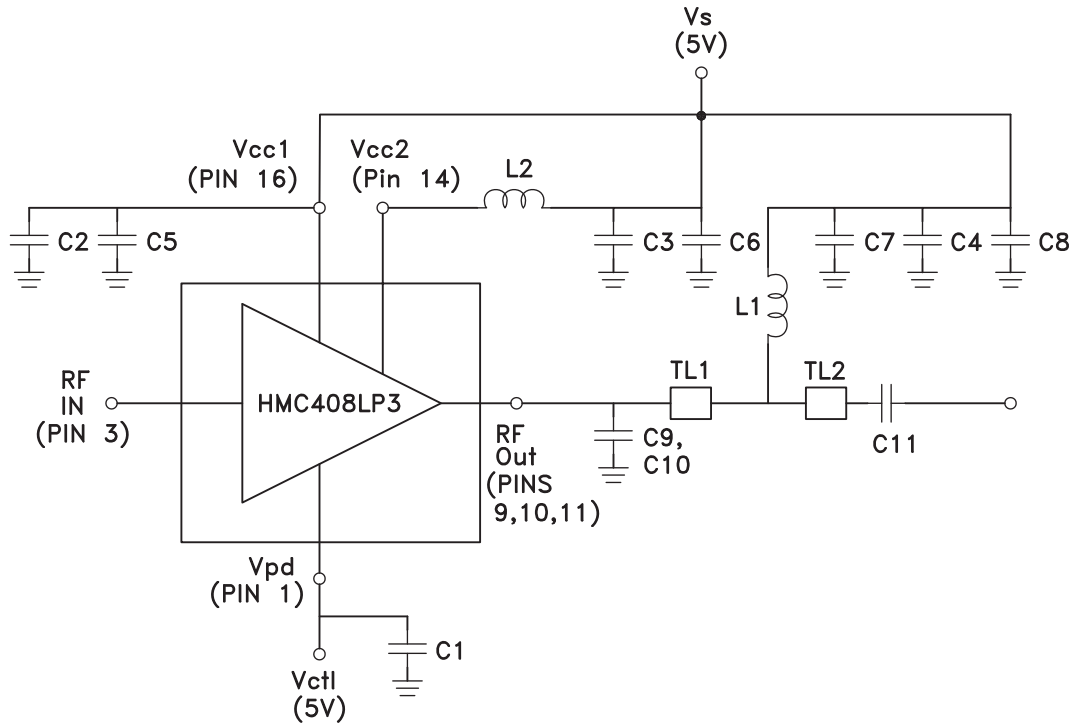 Vs
(5V)
Vcc1
(PIN 16)
Vcc2
(Pin 14)
L2
C2
C5
C3
C6
C7
C4
C8
L1
RF
IN
(PIN 3)
HMC408LP3
TL1
TL2
RF
Out
(PINS
9,10,11)
C9,
C10
C11
Vpd
(PIN 1)
C1
Vctl
(5V)